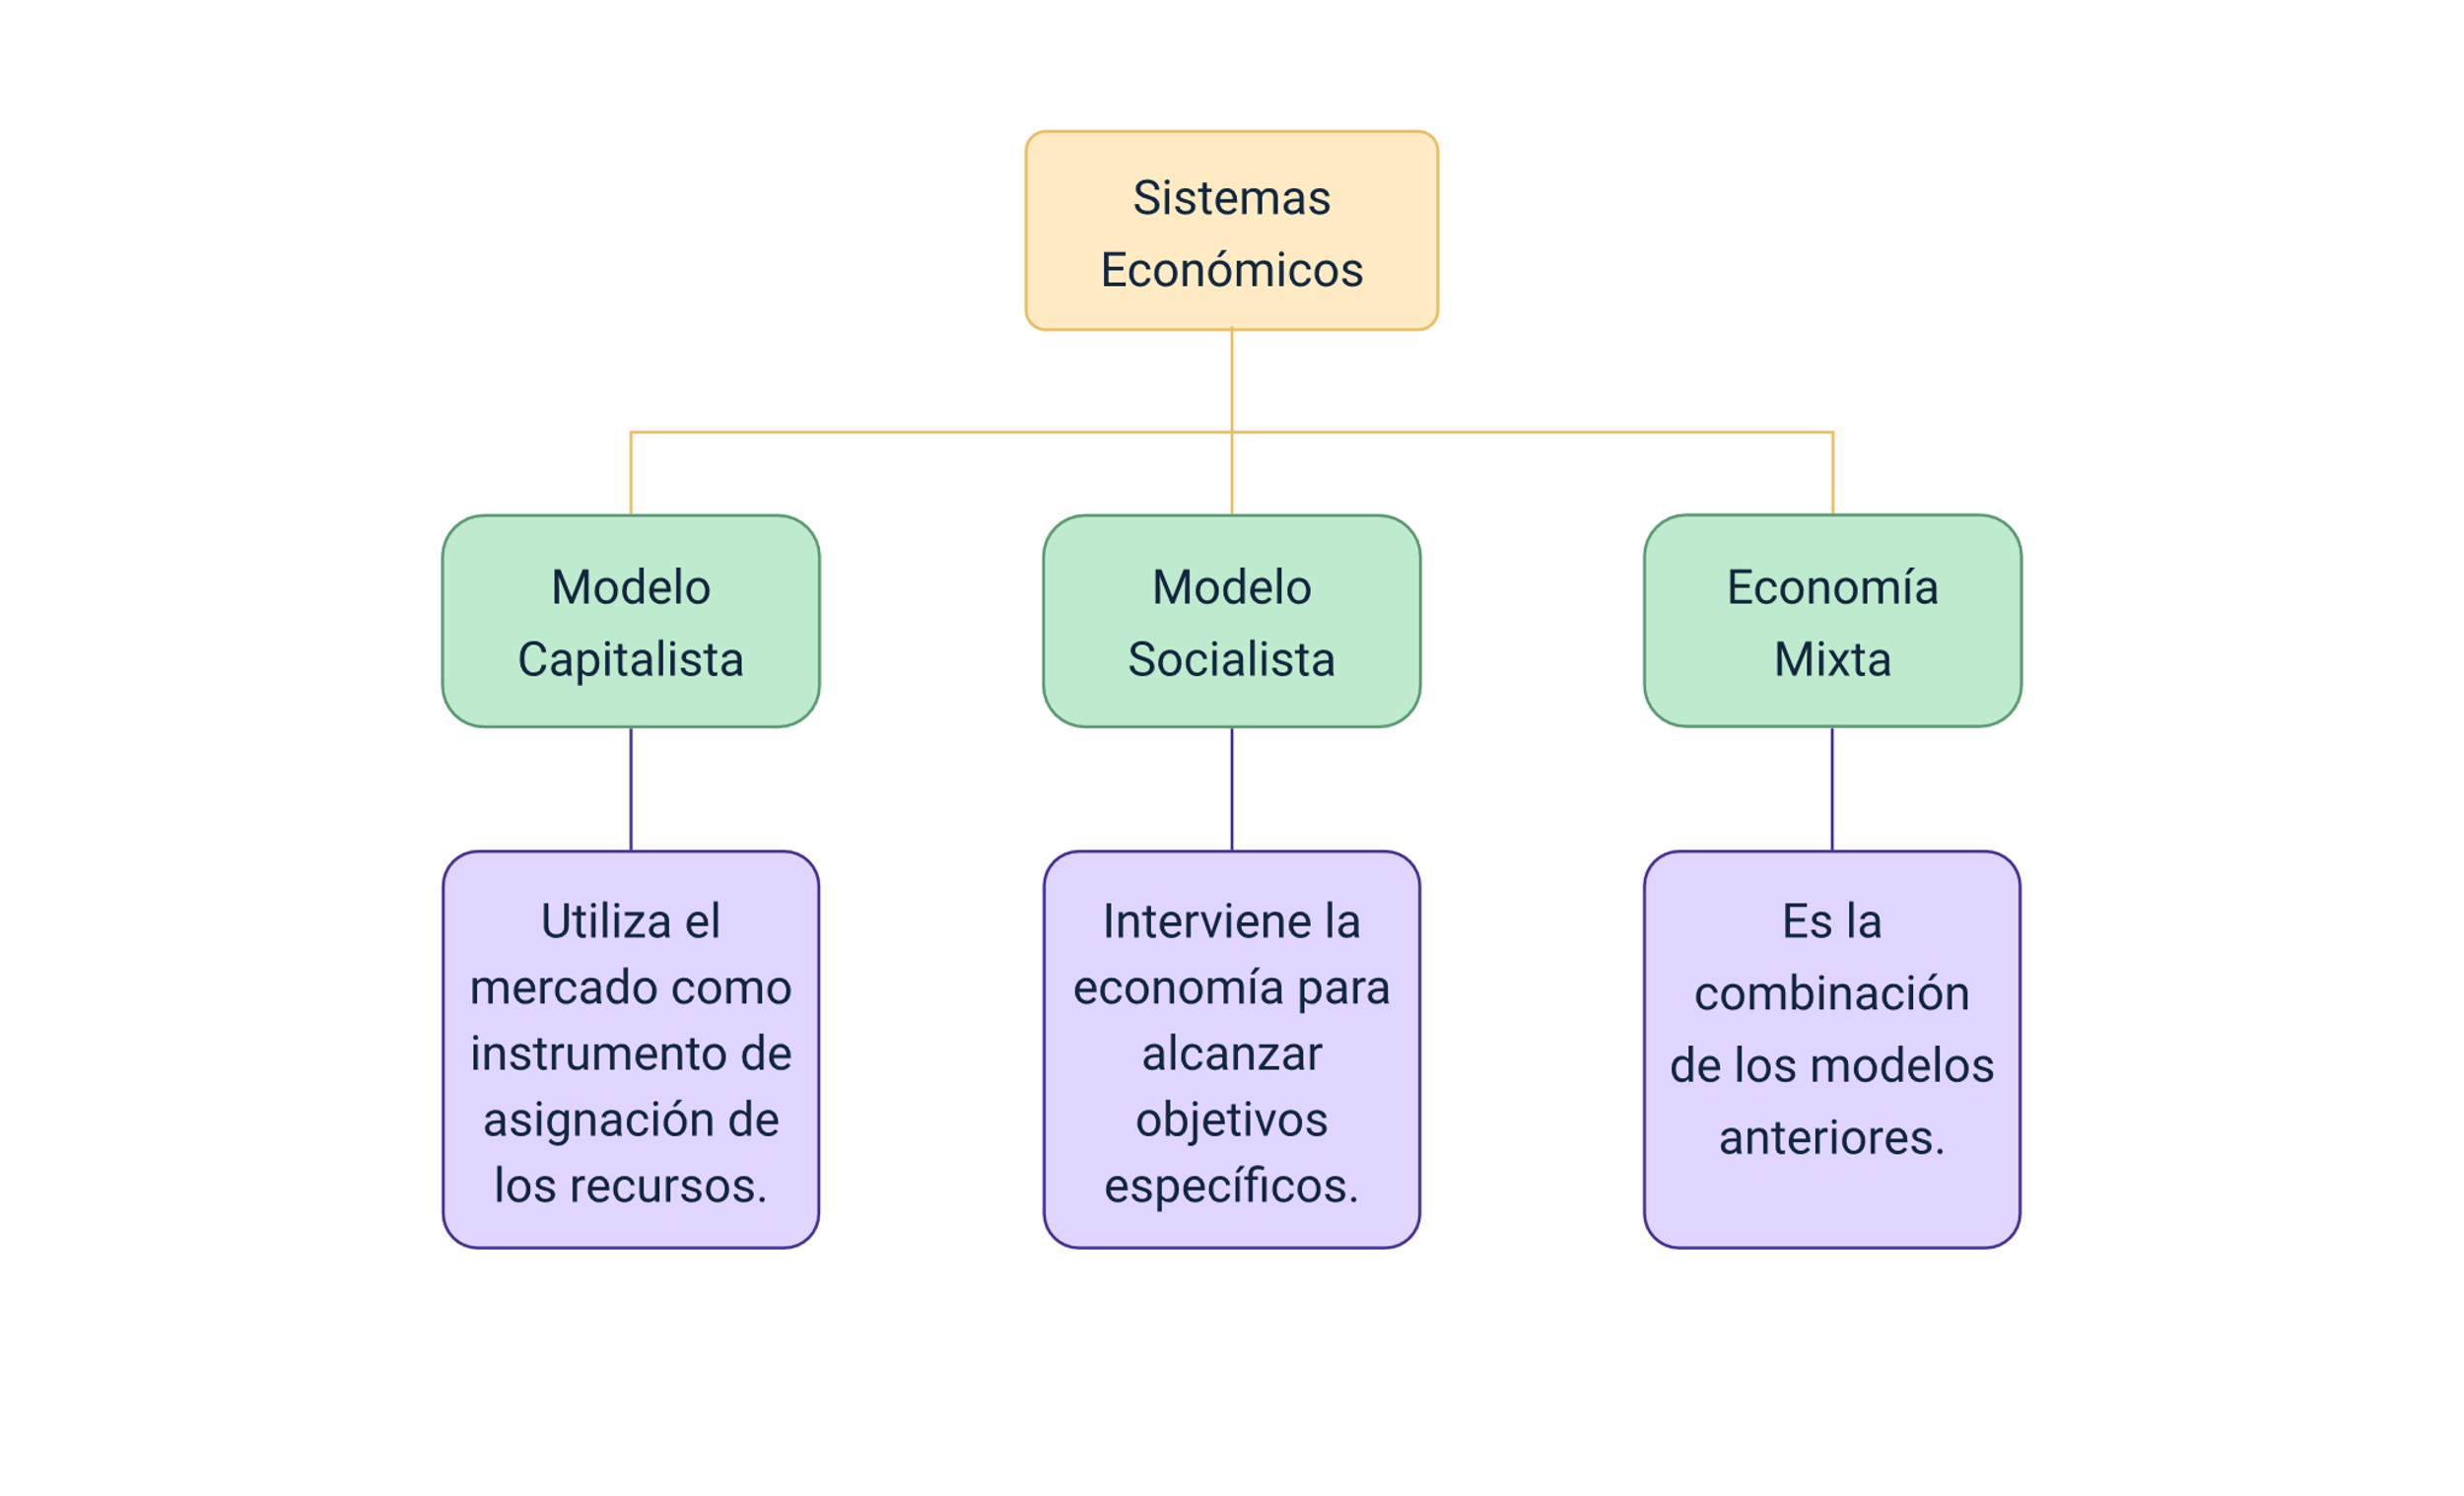 Sistemas
Económicos
Modelo
Capitalista
Modelo
Socialista
Economía
Mixta
Utiliza el
mercado como
instrumento de
asignación de
los recursos.
Interviene la
economía para
alcanzar
objetivos
específicos.
Es la
combinación
de los modelos
anteriores.